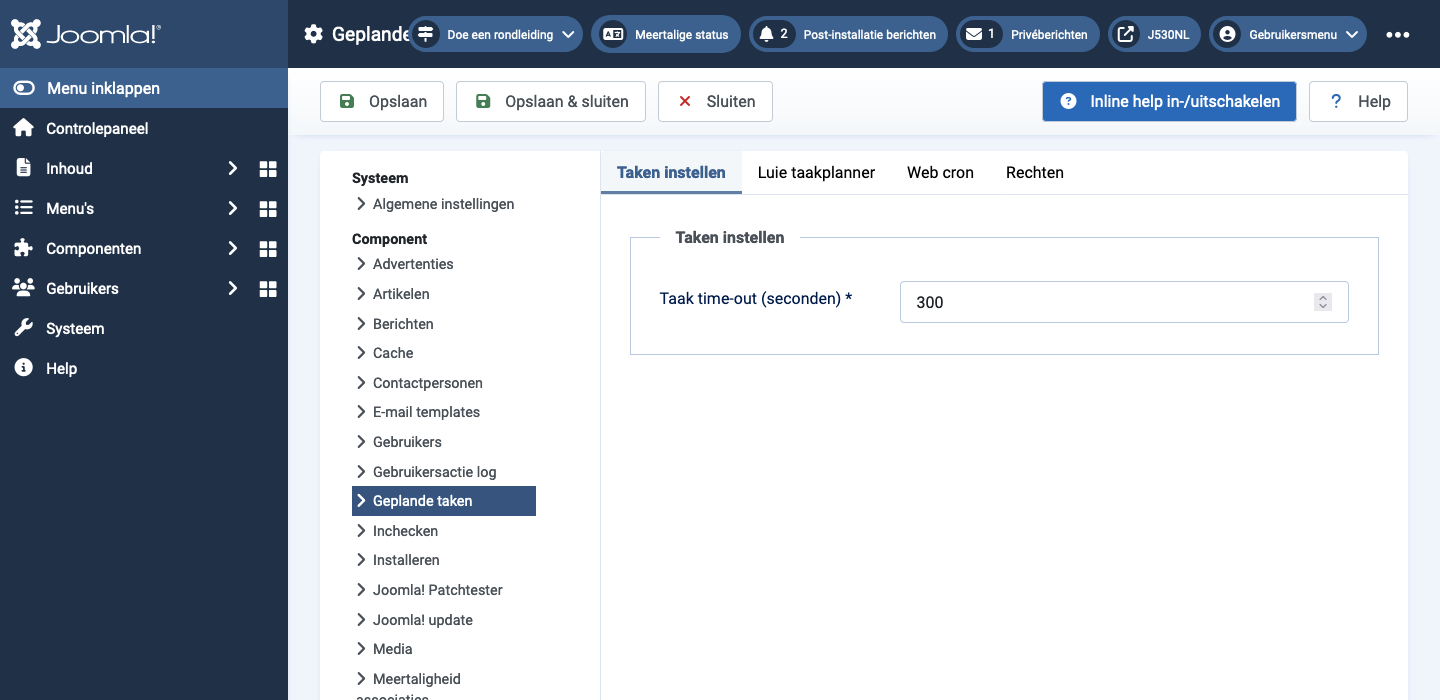 Joomla!®
Geplande
Doe een rondleiding
Meertalige status
2 Post-installatie berichten
1 Privéberichten
J530NL
Gebruikersmenu
Menu inklappen
Controlepaneel
Inhoud
Menu's
Componenten
Gebruikers
Systeem
Help
Opslaan
Opslaan & sluiten
Sluiten
Inline help in-/uitschakelen
? Help
Systeem
Algemene instellingen
Component
Advertenties
Artikelen
Berichten
Cache
Contactpersonen
E-mail templates
Gebruikers
Gebruikersactie log
Geplande taken
Inchecken
Installeren
Joomla! Patchtester
Joomla! update
Media
Meertaligheid
associaties
Taken instellen
Luie taakplanner
Web cron
Rechten
Taken instellen
Taak time-out (seconden) *
300